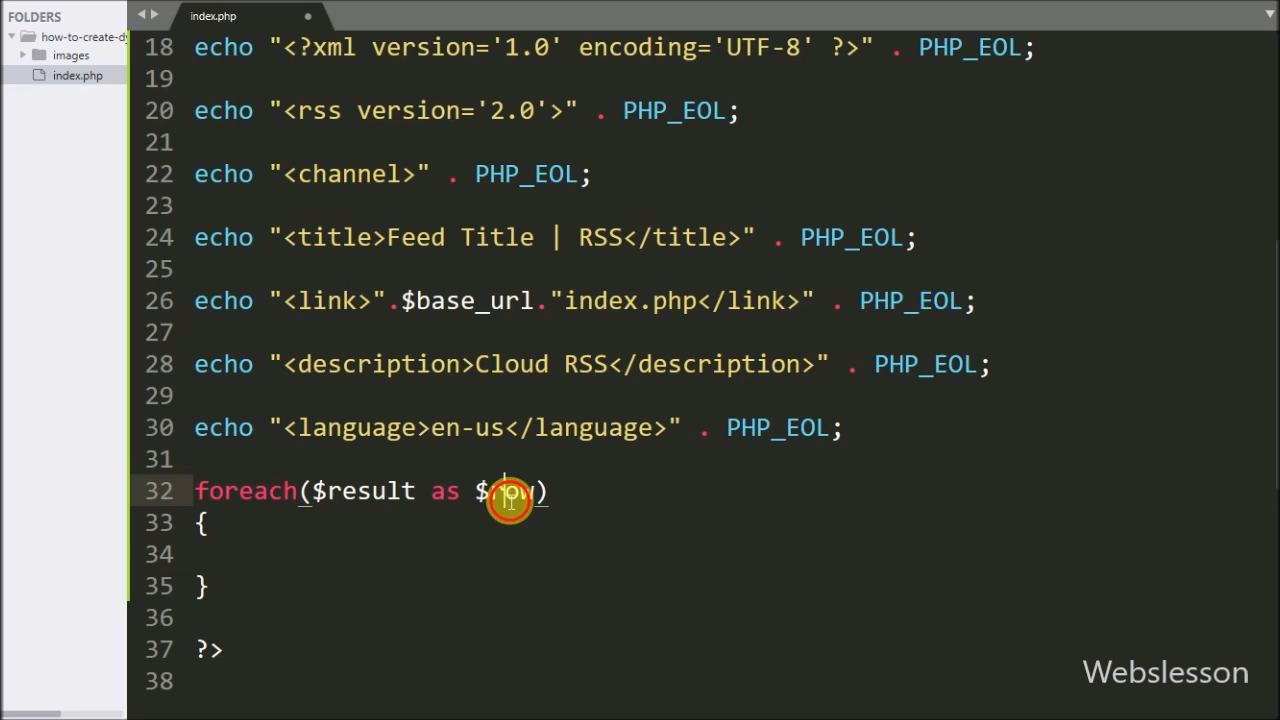 FOLDERS
how-to-create-dy
images
index.php
index.php
18 echo "<?xml version='1.0' encoding='UTF-8' ?>" . PHP_EOL;
19
20 echo "<rss version='2.0'>" . PHP_EOL;
21
22 echo "<channel>" . PHP_EOL;
23
24 echo "<title>Feed Title | RSS</title>" . PHP_EOL;
25
26 echo "<link>".$base_url."index.php</link>" . PHP_EOL;
27
28 echo "<description>Cloud RSS</description>" . PHP_EOL;
29
30 echo "<language>en-us</language>" . PHP_EOL;
31
32 foreach($result as $row)
33 {
34
35 }
36
37 ?>
38
Webslesson